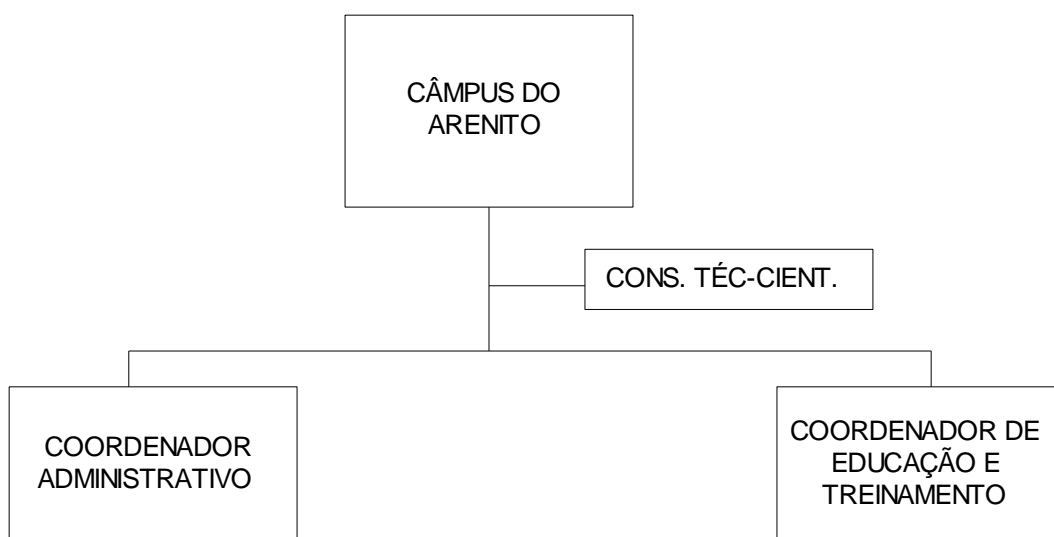 CÂMPUS DO
ARENITO
CONS. TÉC-CIENT.
COORDENADOR
ADMINISTRATIVO
COORDENADOR DE
EDUCAÇÃO E
TREINAMENTO